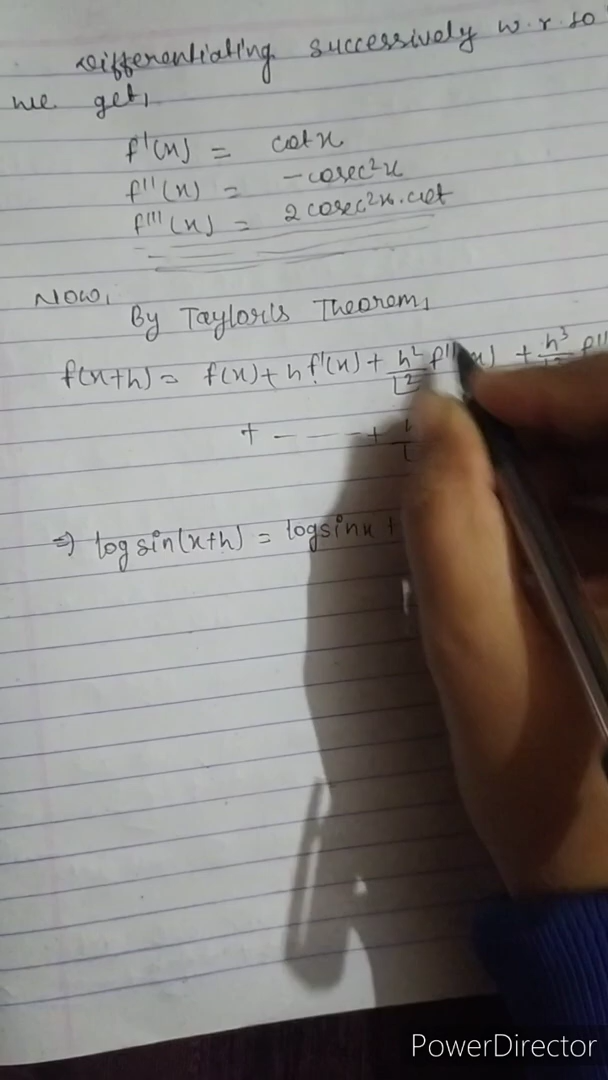 Differentiating successively w.r.to
we get,
f'(x) = cotx
f''(x) = -cosec²x
f'''(x) = 2cosec²x.cot
Now,
By Taylor's Theorem,
f(x+h) = f(x) + hf'(x) + h²/⌊2 f''(x) + h³/
+ - - - - +
⇒ log sin(x+h) = logsinx +
PowerDirector